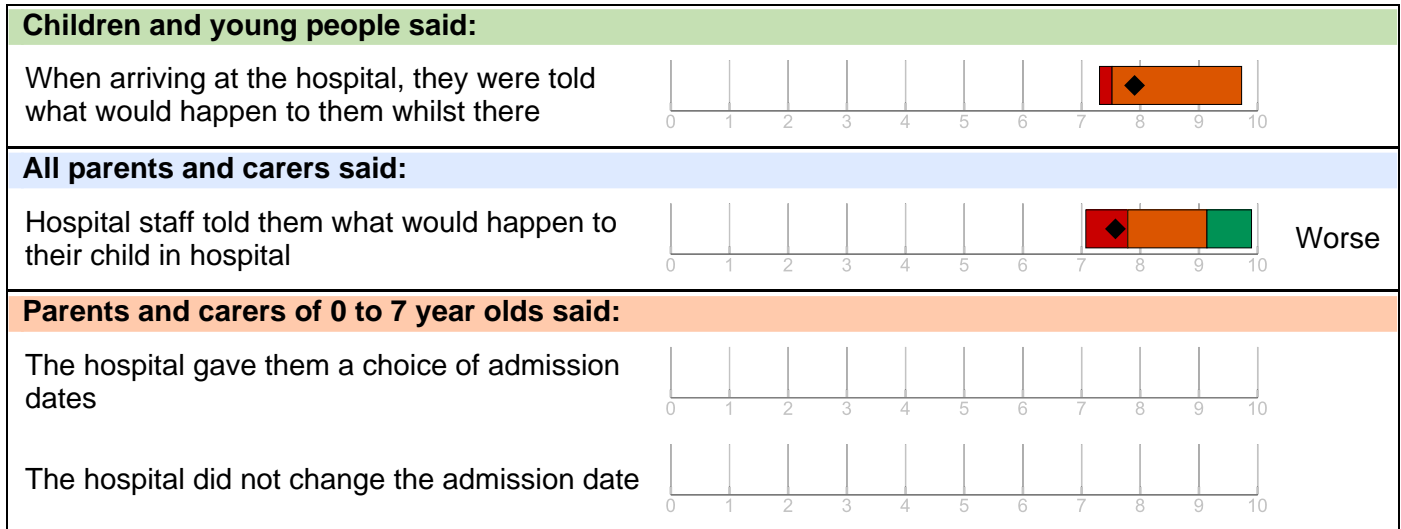 Children and young people said:
When arriving at the hospital, they were told
what would happen to them whilst there
0 1 2 3 4 5 6 7 8 9 10
All parents and carers said:
Hospital staff told them what would happen to
their child in hospital
Worse
0 1 2 3 4 5 6 7 8 9 10
Parents and carers of 0 to 7 year olds said:
The hospital gave them a choice of admission
dates
0 1 2 3 4 5 6 7 8 9 10
The hospital did not change the admission date
0 1 2 3 4 5 6 7 8 9 10